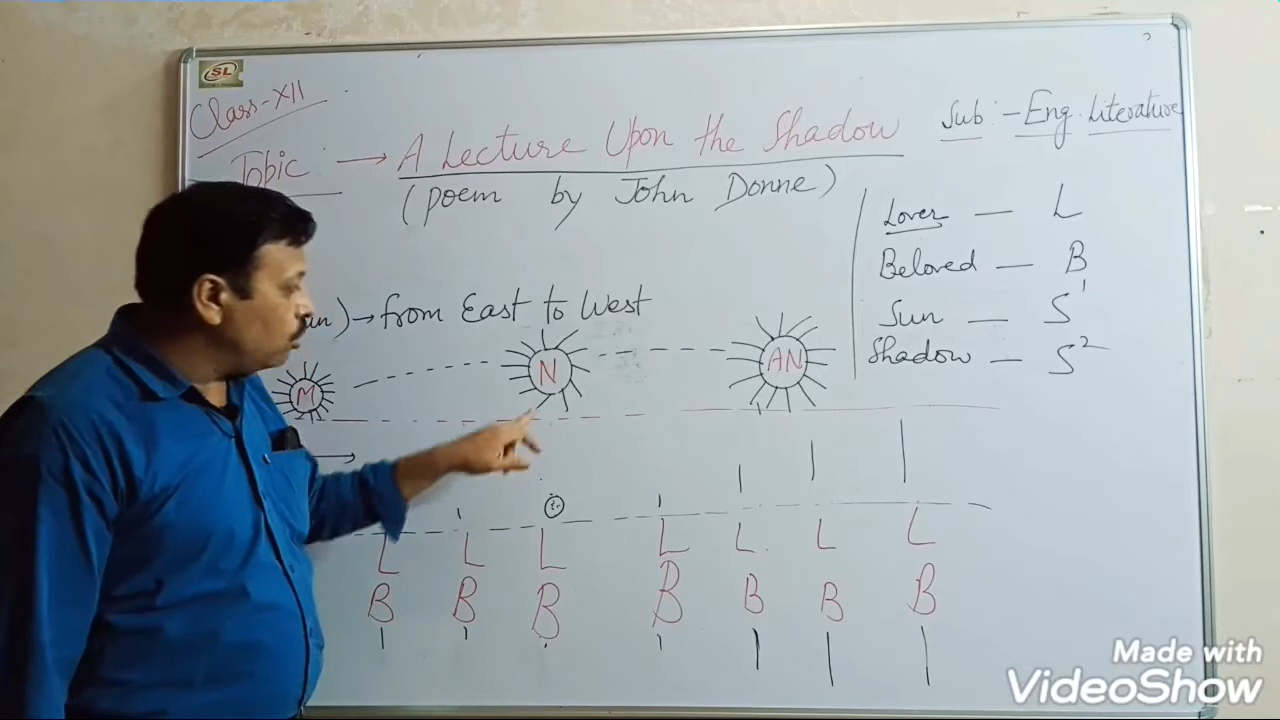 SL
Class-XII
Sub:- Eng. Literature
Topic: → A Lecture Upon the Shadow
(poem by John Donne)
Lover — L
Beloved — B
Sun — S¹
Shadow — S²
un) → from East to West
M N AN
L L L L L L L
B B B B B B B
Made with
VideoShow